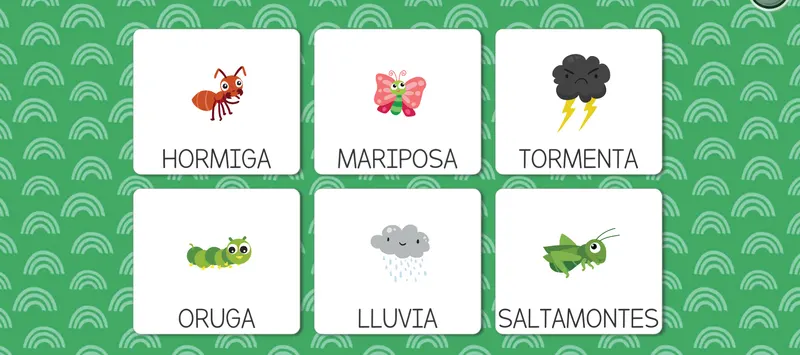 HORMIGA
MARIPOSA
TORMENTA
ORUGA
LLUVIA
SALTAMONTES